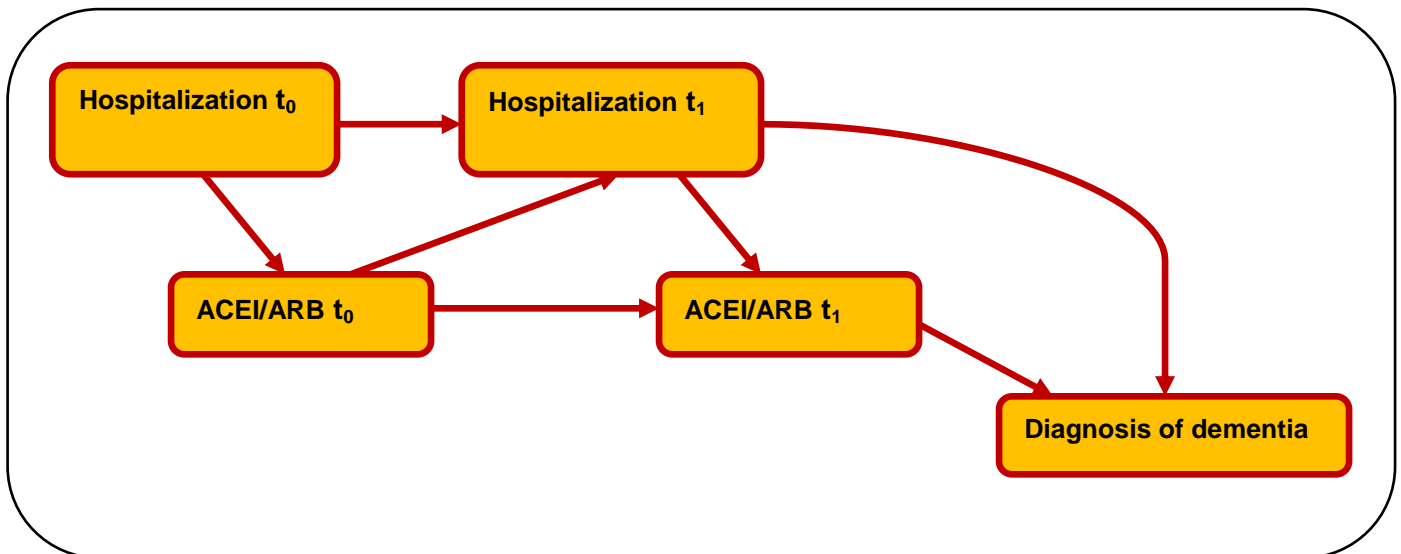 Hospitalization t₀
Hospitalization t₁
ACEI/ARB t₀
ACEI/ARB t₁
Diagnosis of dementia